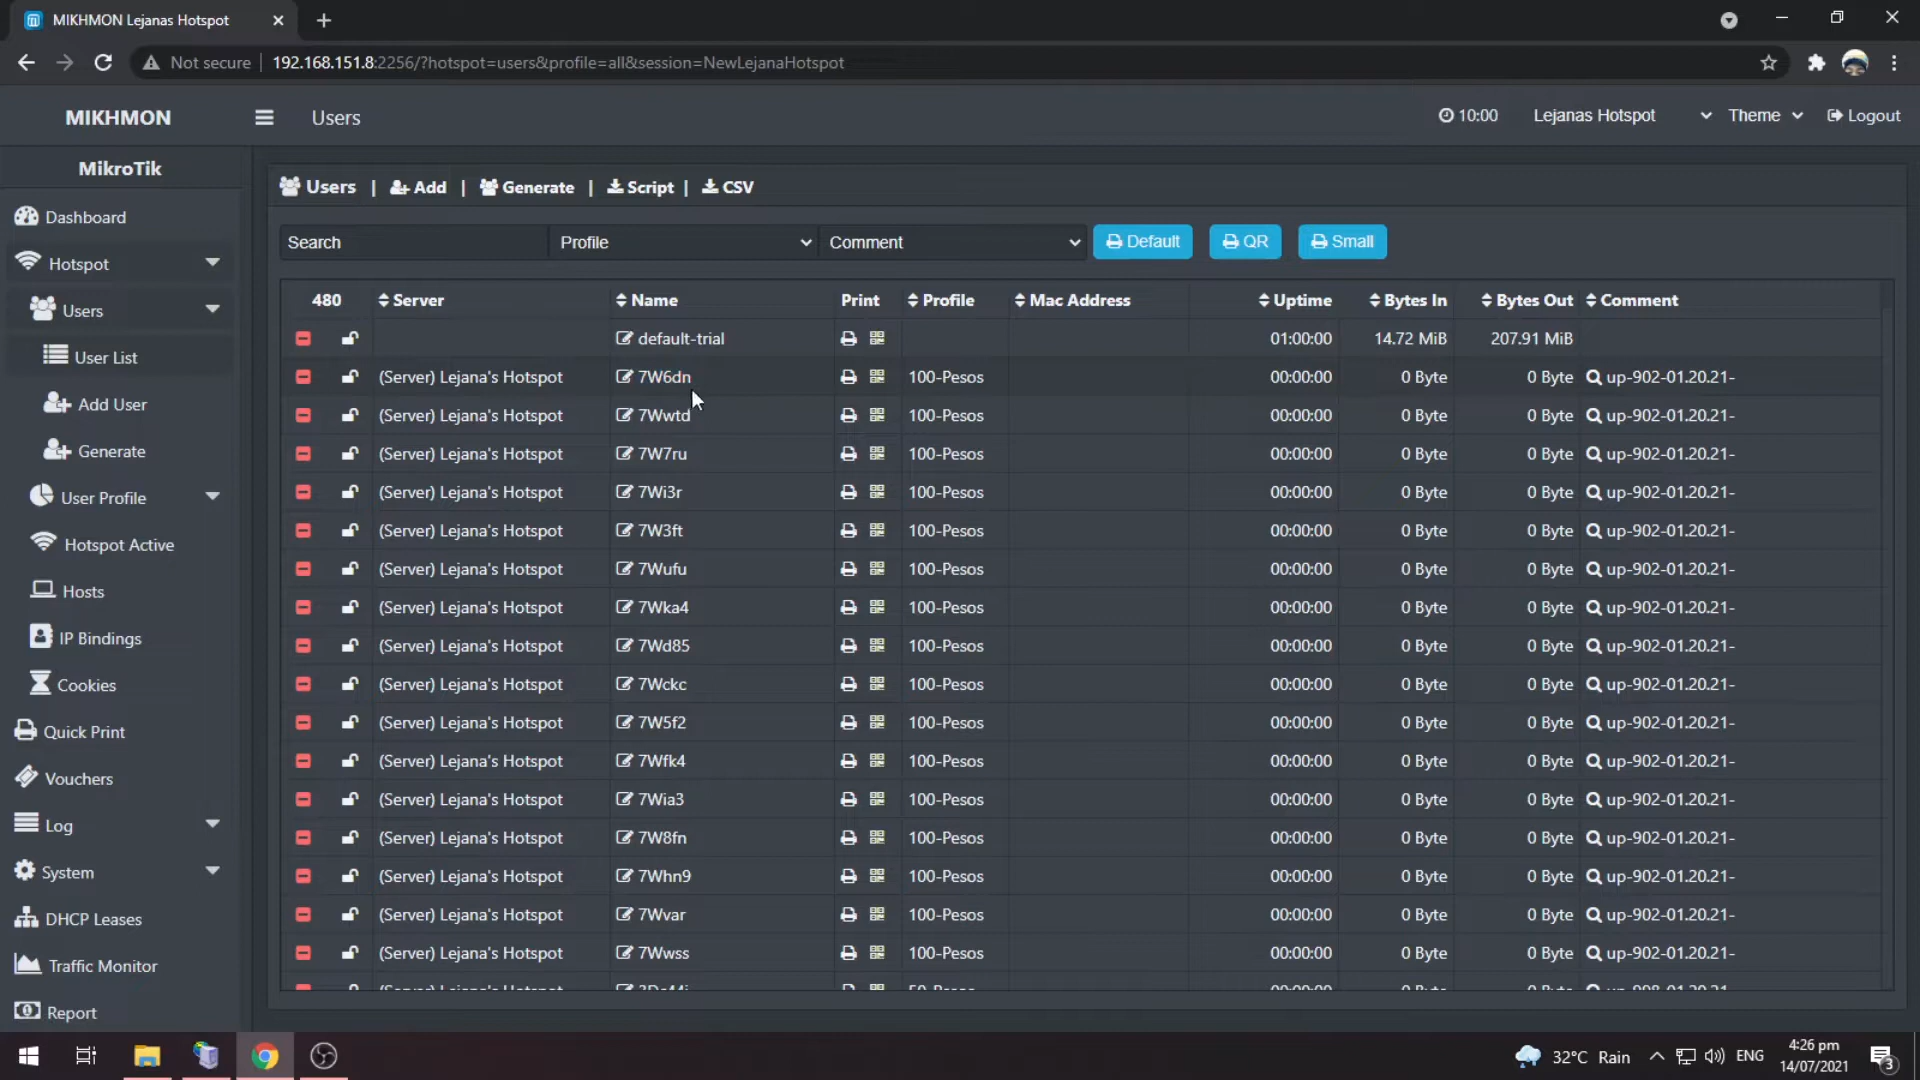 MIKHMON Lejanas Hotspot
Not secure 192.168.151.8:2256/?hotspot=users&profile=all&session=NewLejanaHotspot
MIKHMON Users 10:00 Lejanas Hotspot Theme Logout
MikroTik
Dashboard
Hotspot
Users
User List
Add User
Generate
User Profile
Hotspot Active
Hosts
IP Bindings
Cookies
Quick Print
Vouchers
Log
System
DHCP Leases
Traffic Monitor
Report
Users | Add | Generate | Script | CSV
Search Profile Comment Default QR Small
480 Server Name Print Profile Mac Address Uptime Bytes In Bytes Out Comment
default-trial 01:00:00 14.72 MiB 207.91 MiB
(Server) Lejana's Hotspot 7W6dn 100-Pesos 00:00:00 0 Byte 0 Byte up-902-01.20.21-
(Server) Lejana's Hotspot 7Wwtd 100-Pesos 00:00:00 0 Byte 0 Byte up-902-01.20.21-
(Server) Lejana's Hotspot 7W7ru 100-Pesos 00:00:00 0 Byte 0 Byte up-902-01.20.21-
(Server) Lejana's Hotspot 7Wi3r 100-Pesos 00:00:00 0 Byte 0 Byte up-902-01.20.21-
(Server) Lejana's Hotspot 7W3ft 100-Pesos 00:00:00 0 Byte 0 Byte up-902-01.20.21-
(Server) Lejana's Hotspot 7Wufu 100-Pesos 00:00:00 0 Byte 0 Byte up-902-01.20.21-
(Server) Lejana's Hotspot 7Wka4 100-Pesos 00:00:00 0 Byte 0 Byte up-902-01.20.21-
(Server) Lejana's Hotspot 7Wd85 100-Pesos 00:00:00 0 Byte 0 Byte up-902-01.20.21-
(Server) Lejana's Hotspot 7Wckc 100-Pesos 00:00:00 0 Byte 0 Byte up-902-01.20.21-
(Server) Lejana's Hotspot 7W5f2 100-Pesos 00:00:00 0 Byte 0 Byte up-902-01.20.21-
(Server) Lejana's Hotspot 7Wfk4 100-Pesos 00:00:00 0 Byte 0 Byte up-902-01.20.21-
(Server) Lejana's Hotspot 7Wia3 100-Pesos 00:00:00 0 Byte 0 Byte up-902-01.20.21-
(Server) Lejana's Hotspot 7W8fn 100-Pesos 00:00:00 0 Byte 0 Byte up-902-01.20.21-
(Server) Lejana's Hotspot 7Whn9 100-Pesos 00:00:00 0 Byte 0 Byte up-902-01.20.21-
(Server) Lejana's Hotspot 7Wvar 100-Pesos 00:00:00 0 Byte 0 Byte up-902-01.20.21-
(Server) Lejana's Hotspot 7Wwss 100-Pesos 00:00:00 0 Byte 0 Byte up-902-01.20.21-
32°C Rain ENG 4:26 pm
14/07/2021 3